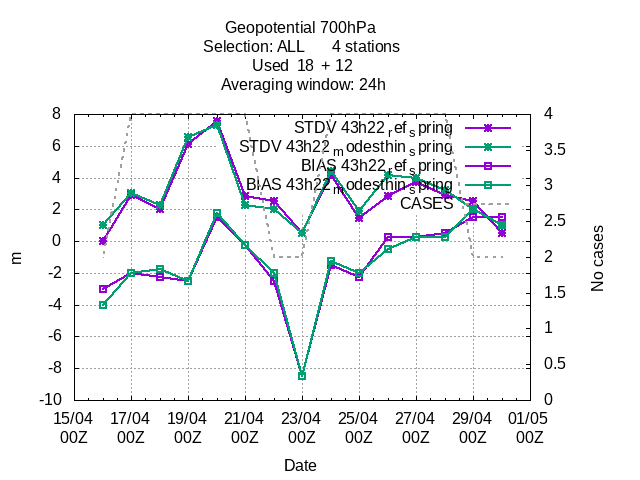 Geopotential 700hPa
Selection: ALL 4 stations
Used 18 + 12
Averaging window: 24h
STDV 43h22_ref_spring
STDV 43h22_modesthin_spring
BIAS 43h22_ref_spring
BIAS 43h22_modesthin_spring
CASES
8
6
4
2
0
-2
-4
-6
-8
-10
m
4
3.5
3
2.5
2
1.5
1
0.5
0
No cases
15/04 17/04 19/04 21/04 23/04 25/04 27/04 29/04 01/05
00Z 00Z 00Z 00Z 00Z 00Z 00Z 00Z 00Z
Date